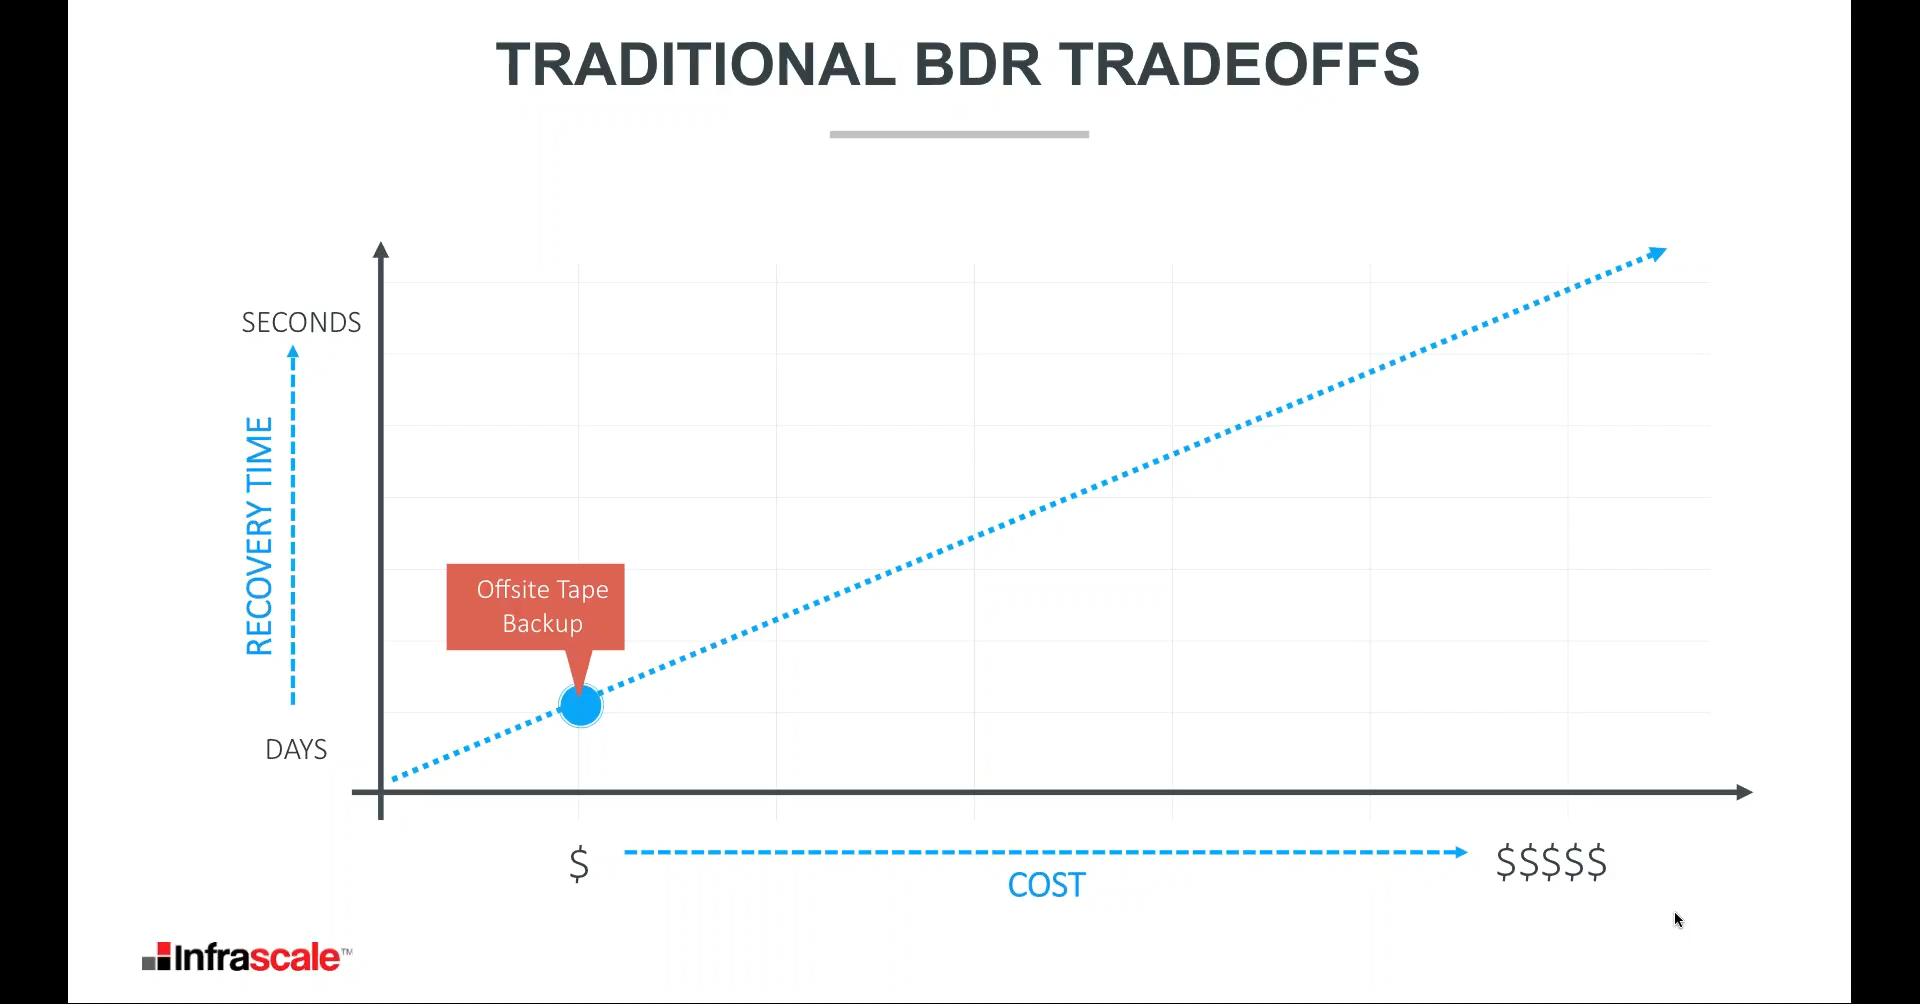 TRADITIONAL BDR TRADEOFFS
SECONDS
RECOVERY TIME
DAYS
Offsite Tape
Backup
$
$$$$$
COST
Infrascale™